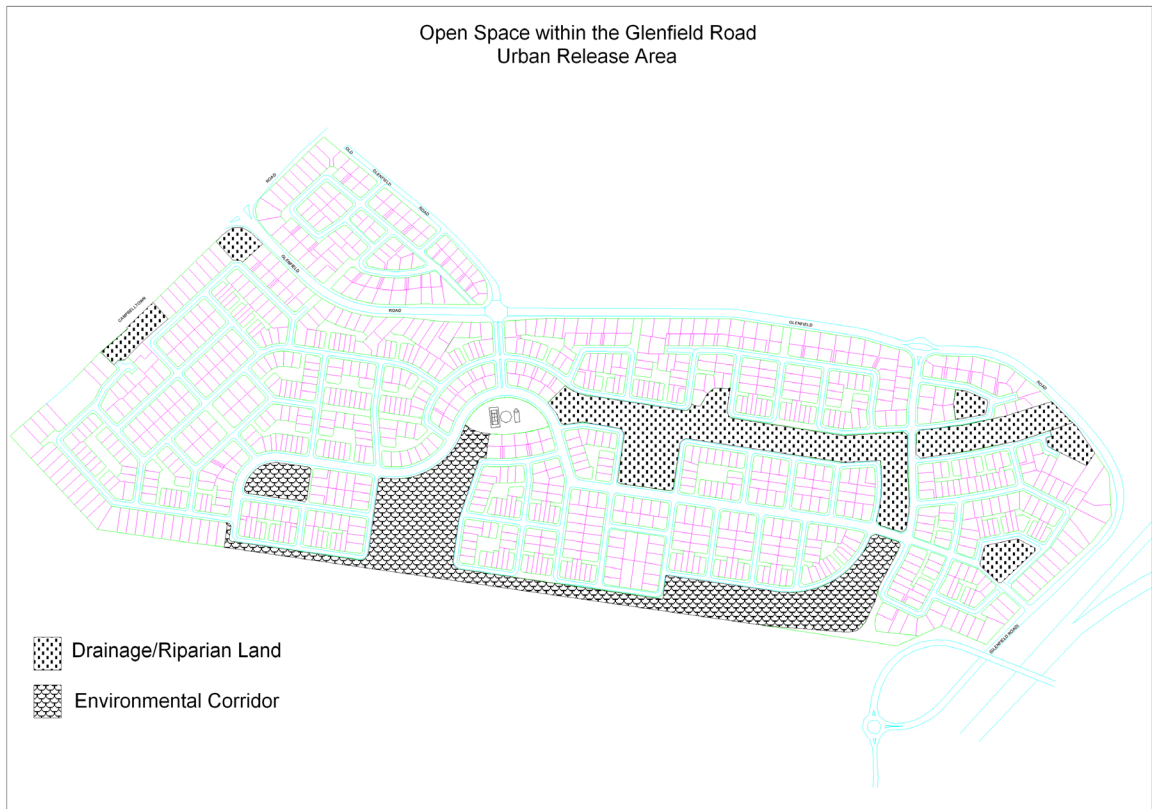 Open Space within the Glenfield Road
Urban Release Area
OLD
GLENFIELD
ROAD
ROAD
GLENFIELD
CAMPBELLTOWN
ROAD
GLENFIELD
ROAD
(GLENFIELD ROAD)
Drainage/Riparian Land
Environmental Corridor